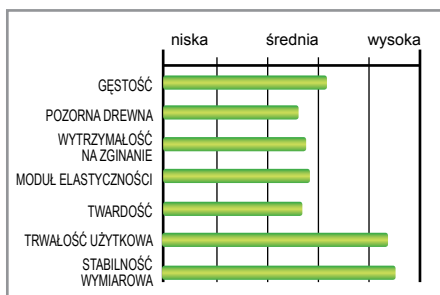 niska średnia wysoka
GĘSTOŚĆ
POZORNA DREWNA
WYTRZYMAŁOŚĆ
NA ZGINANIE
MODUŁ ELASTYCZNOŚCI
TWARDOŚĆ
TRWAŁOŚĆ UŻYTKOWA
STABILNOŚĆ
WYMIAROWA